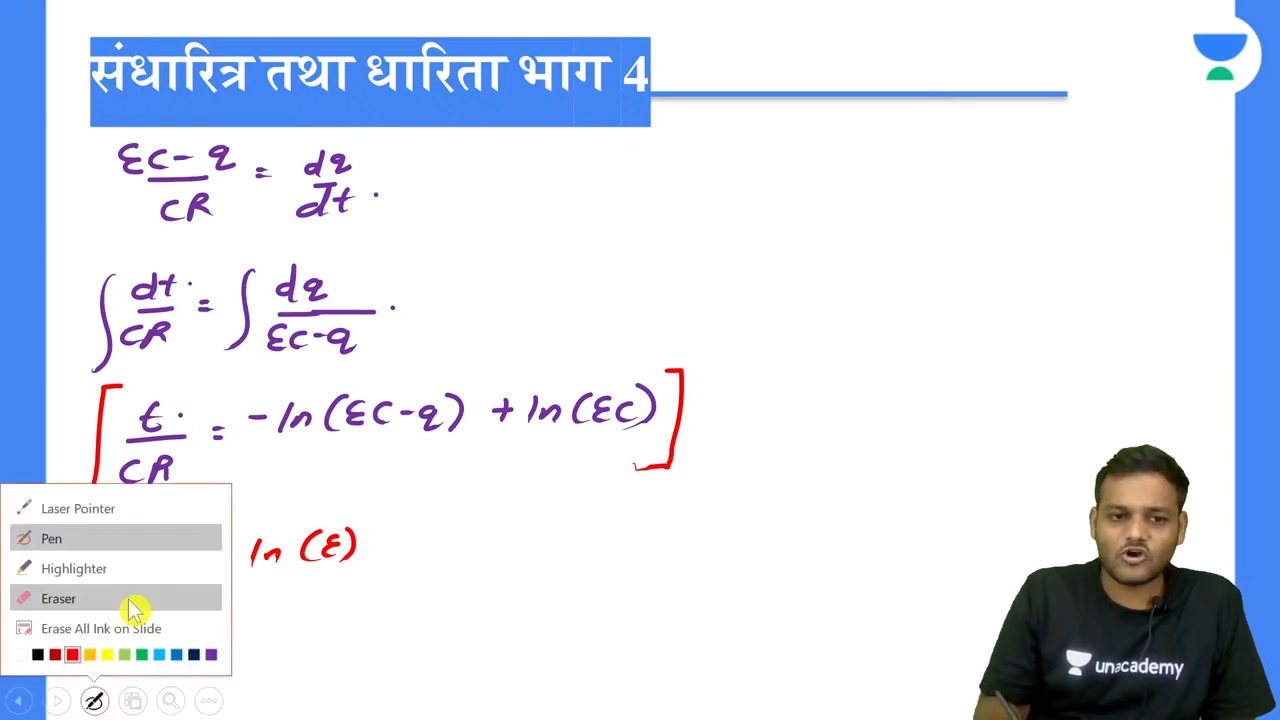 संधारित्र तथा धारिता भाग 4
εC-q/CR = dq/dt.
∫ dt/CR = ∫ dq/εC-q .
[ t/CR = -ln(εC-q) + ln(εC) ]
ln (ε)
Laser Pointer
Pen
Highlighter
Eraser
Erase All Ink on Slide
unacademy